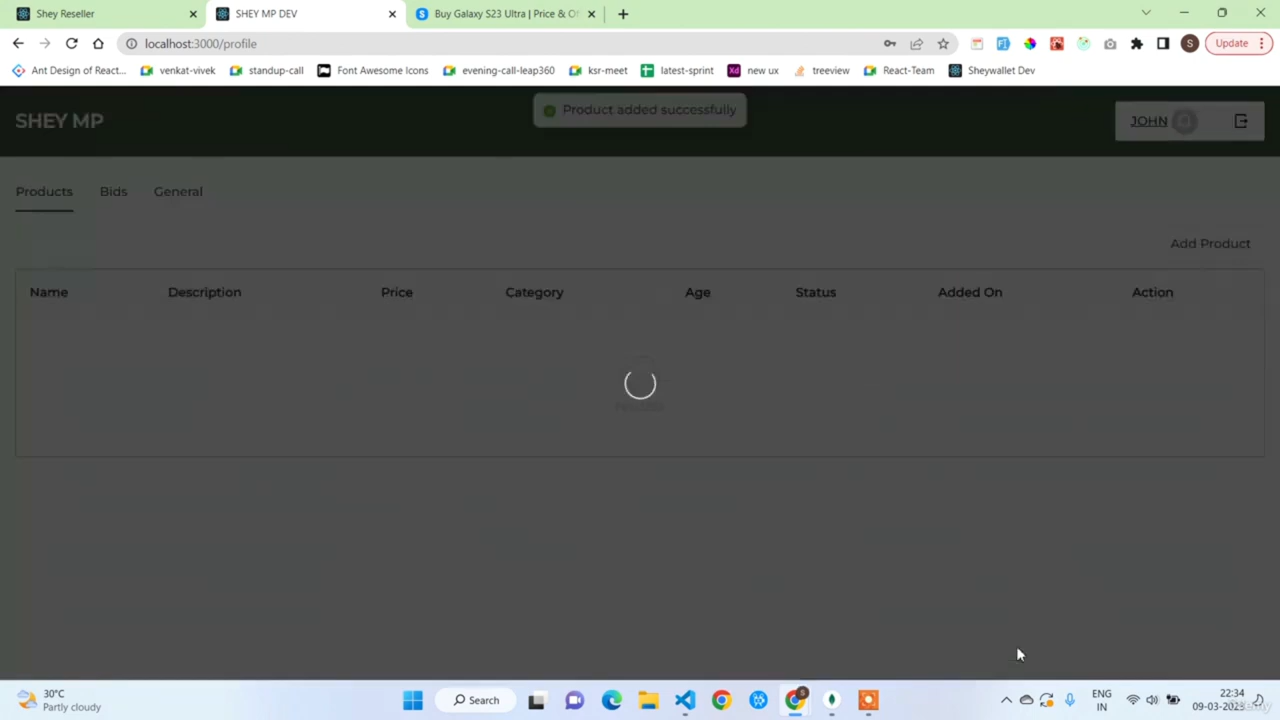 Shey Reseller
SHEY MP DEV
Buy Galaxy S23 Ultra | Price & Of
localhost:3000/profile
Update
Ant Design of React...
venkat-vivek
standup-call
Font Awesome Icons
evening-call-leap360
ksr-meet
latest-sprint
new ux
treeview
React-Team
Sheywallet Dev
SHEY MP
Product added successfully
JOHN
Products Bids General
Add Product
Name Description Price Category Age Status Added On Action
30°C
Partly cloudy
Search
ENG
IN
22:34
09-03-2023